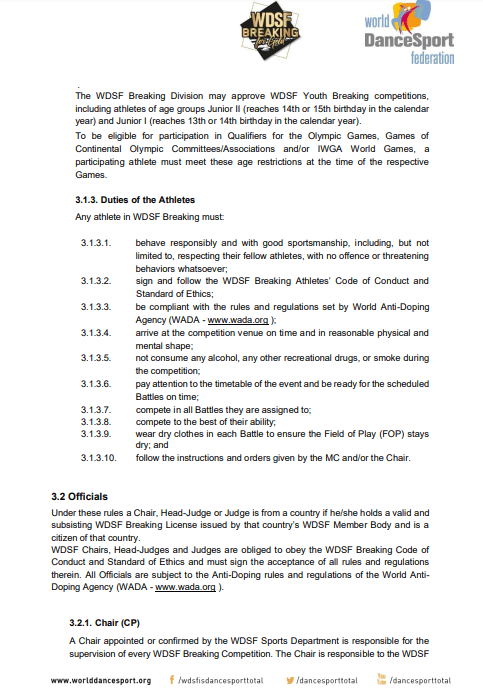 WDSF
BREAKING
for Gold
world
DanceSport
federation
.
The WDSF Breaking Division may approve WDSF Youth Breaking competitions,
including athletes of age groups Junior II (reaches 14th or 15th birthday in the calendar
year) and Junior I (reaches 13th or 14th birthday in the calendar year).
To be eligible for participation in Qualifiers for the Olympic Games, Games of
Continental Olympic Committees/Associations and/or IWGA World Games, a
participating athlete must meet these age restrictions at the time of the respective
Games.
3.1.3. Duties of the Athletes
Any athlete in WDSF Breaking must:
3.1.3.1. behave responsibly and with good sportsmanship, including, but not
limited to, respecting their fellow athletes, with no offence or threatening
behaviors whatsoever;
3.1.3.2. sign and follow the WDSF Breaking Athletes' Code of Conduct and
Standard of Ethics;
3.1.3.3. be compliant with the rules and regulations set by World Anti-Doping
Agency (WADA - www.wada.org );
3.1.3.4. arrive at the competition venue on time and in reasonable physical and
mental shape;
3.1.3.5. not consume any alcohol, any other recreational drugs, or smoke during
the competition;
3.1.3.6. pay attention to the timetable of the event and be ready for the scheduled
Battles on time;
3.1.3.7. compete in all Battles they are assigned to;
3.1.3.8. compete to the best of their ability;
3.1.3.9. wear dry clothes in each Battle to ensure the Field of Play (FOP) stays
dry; and
3.1.3.10. follow the instructions and orders given by the MC and/or the Chair.
3.2 Officials
Under these rules a Chair, Head-Judge or Judge is from a country if he/she holds a valid and
subsisting WDSF Breaking License issued by that country's WDSF Member Body and is a
citizen of that country.
WDSF Chairs, Head-Judges and Judges are obliged to obey the WDSF Breaking Code of
Conduct and Standard of Ethics and must sign the acceptance of all rules and regulations
therein. All Officials are subject to the Anti-Doping rules and regulations of the World Anti-
Doping Agency (WADA - www.wada.org ).
3.2.1. Chair (CP)
A Chair appointed or confirmed by the WDSF Sports Department is responsible for the
supervision of every WDSF Breaking Competition. The Chair is responsible to the WDSF
www.worlddancesport.org f /wdsfisdancesporttotal /dancesporttotal /dancesporttotal